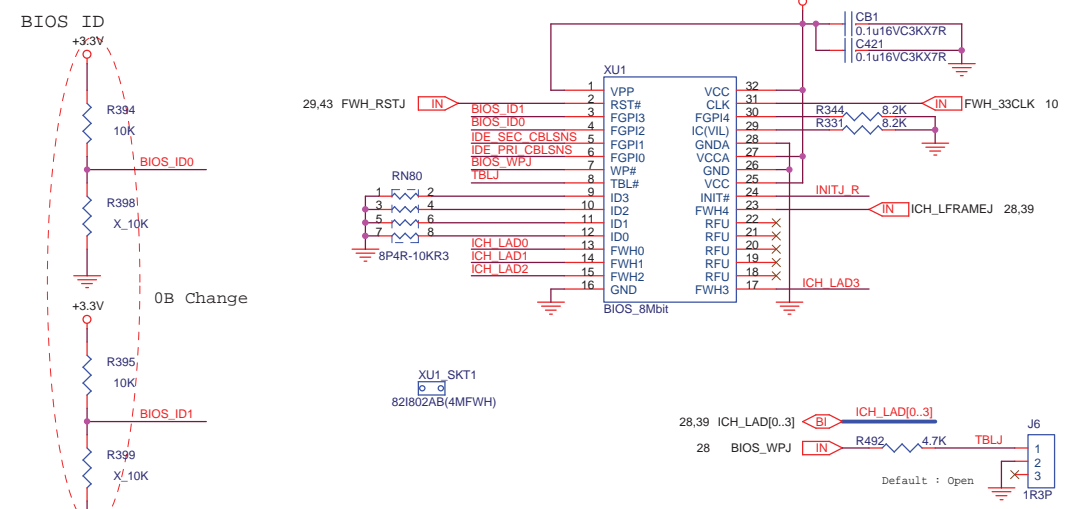 BIOS ID
+3.3V
R394
10K
BIOS_ID0
R398
X_10K
0B Change
+3.3V
R395
10K
BIOS_ID1
R399
X_10K
CB1
0.1u16VC3KX7R
C421
0.1u16VC3KX7R
XU1
29,43 FWH_RSTJ IN
BIOS_ID1
BIOS_ID0
IDE_SEC_CBLSNS
IDE_PRI_CBLSNS
BIOS_WPJ
TBLJ
1 VPP VCC 32
2 RST# CLK 31
3 FGPI3 FGPI4 30
4 FGPI2 IC(VIL) 29
5 FGPI1 GNDA 28
6 FGPI0 VCCA 27
7 WP# GND 26
8 TBL# VCC 25
9 ID3 INIT# 24
10 ID2 FWH4 23
11 ID1 RFU 22
12 ID0 RFU 21
13 FWH0 RFU 20
14 FWH1 RFU 19
15 FWH2 RFU 18
16 GND FWH3 17
BIOS_8Mbit
IN FWH_33CLK 10
R344 8.2K
R331 8.2K
INITJ_R
IN ICH_LFRAMEJ 28,39
ICH_LAD3
RN80
1 2
3 4
5 6
7 8
8P4R-10KR3
ICH_LAD0
ICH_LAD1
ICH_LAD2
XU1_SKT1
82I802AB(4MFWH)
28,39 ICH_LAD[0..3] BI ICH_LAD[0..3]
28 BIOS_WPJ IN R492 4.7K TBLJ
J6
1
2
3
1R3P
Default : Open